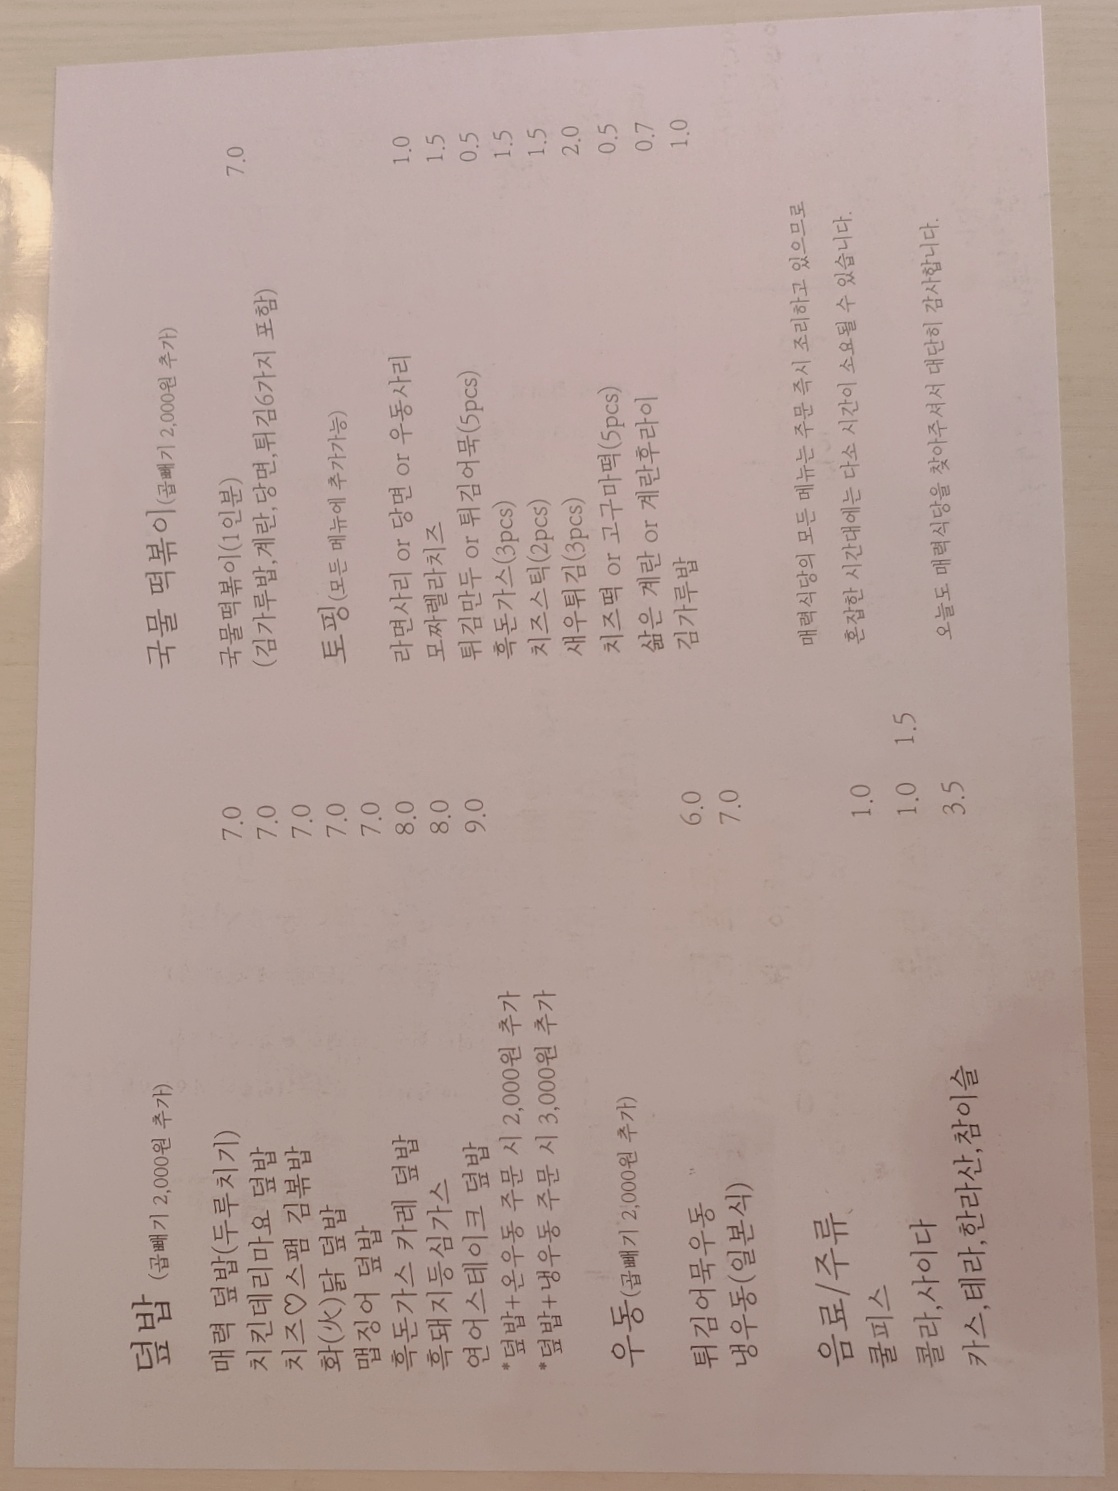 덮밥 (곱빼기 2,000원 추가)
매력 덮밥(두루치기) 7.0
치킨데리마요 덮밥 7.0
치즈♡스팸 김볶밥 7.0
화(火)닭 덮밥 7.0
맵징어 덮밥 7.0
흑돈가스 카레 덮밥 8.0
흑돼지등심가스 8.0
연어스테이크 덮밥 9.0
*덮밥+온우동 주문 시 2,000원 추가
*덮밥+냉우동 주문 시 3,000원 추가
우동(곱빼기 2,000원 추가)
튀김어묵우동 6.0
냉우동(일본식) 7.0
음료/주류
쿨피스 1.0
콜라,사이다 1.0 1.5
카스,테라,한라산,참이슬 3.5
국물 떡볶이(곱빼기 2,000원 추가)
국물떡볶이(1인분) 7.0
(김가루밥,계란,당면,튀김6가지 포함)
토핑(모든 메뉴에 추가가능)
라면사리 or 당면 or 우동사리 1.0
모짜렐라치즈 1.5
튀김만두 or 튀김어묵(5pcs) 0.5
흑돈가스(3pcs) 1.5
치즈스틱(2pcs) 1.5
새우튀김(3pcs) 2.0
치즈떡 or 고구마떡(5pcs) 0.5
삶은 계란 or 계란후라이 0.7
김가루밥 1.0
매력식당의 모든 메뉴는 주문 즉시 조리하고 있으므로
혼잡한 시간대에는 다소 시간이 소요될 수 있습니다.
오늘도 매력식당을 찾아주셔서 대단히 감사합니다.